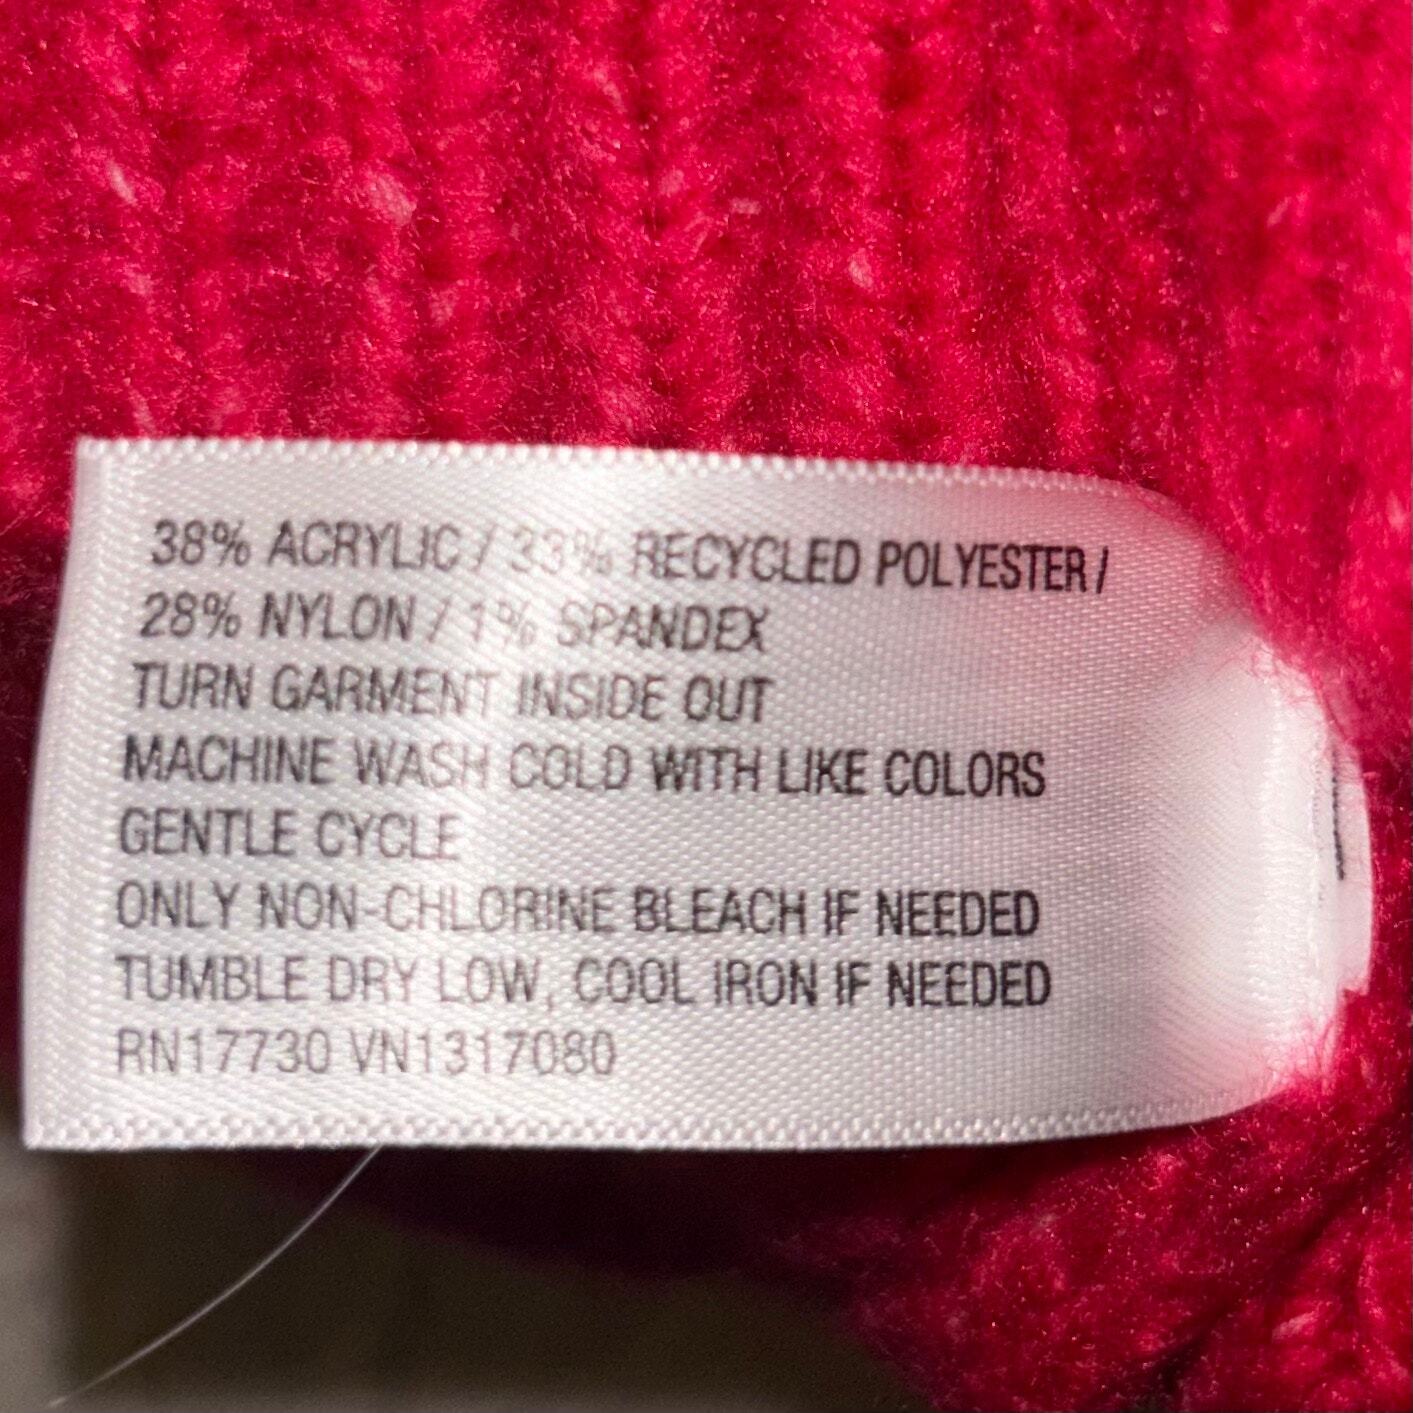 38% ACRYLIC / 33% RECYCLED POLYESTER /
28% NYLON / 1% SPANDEX
TURN GARMENT INSIDE OUT
MACHINE WASH COLD WITH LIKE COLORS
GENTLE CYCLE
ONLY NON-CHLORINE BLEACH IF NEEDED
TUMBLE DRY LOW, COOL IRON IF NEEDED
RN17730 VN1317080